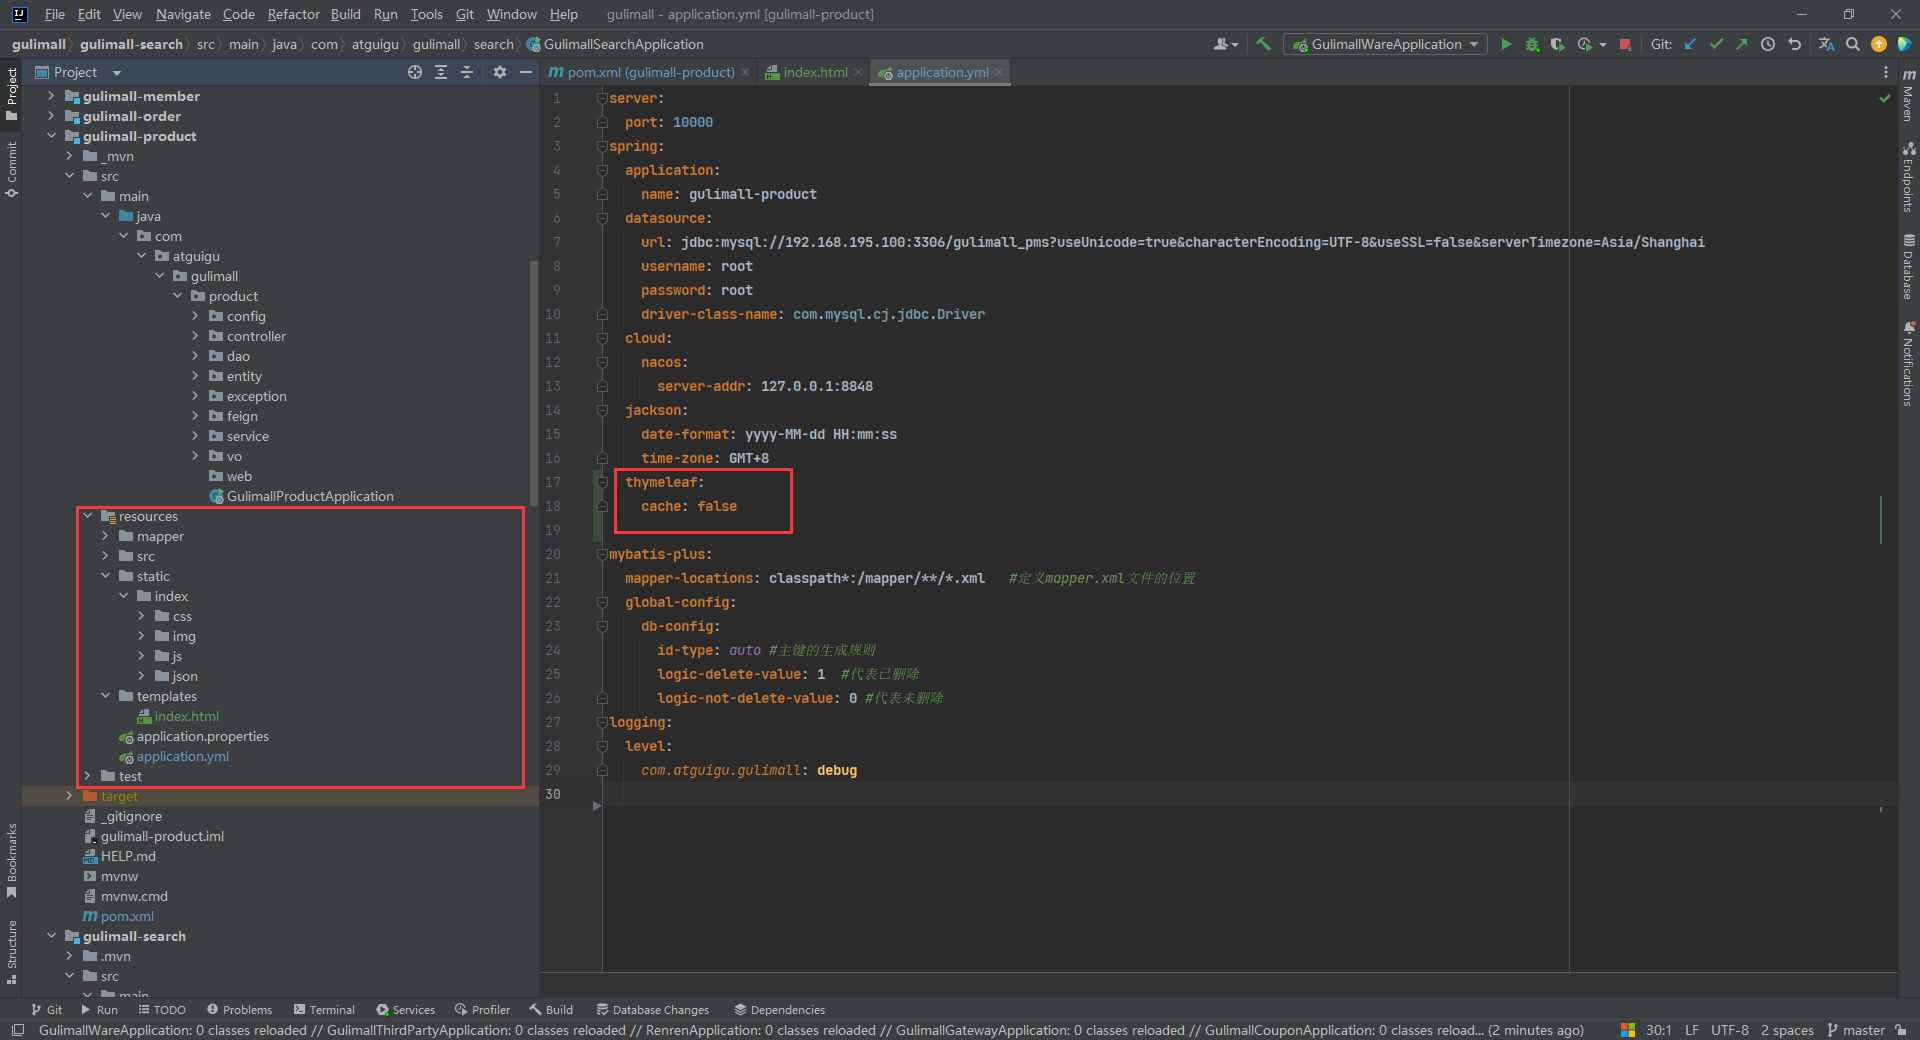 File Edit View Navigate Code Refactor Build Run Tools Git Window Help gulimall - application.yml [gulimall-product]
gulimall gulimall-search src main java com atguigu gulimall search GulimallSearchApplication GulimallWareApplication Git:
Project
pom.xml (gulimall-product) index.html application.yml
Project
Commit
Bookmarks
Structure
gulimall-member
gulimall-order
gulimall-product
_mvn
src
main
java
com
atguigu
gulimall
product
config
controller
dao
entity
exception
feign
service
vo
web
GulimallProductApplication
resources
mapper
src
static
index
css
img
js
json
templates
index.html
application.properties
application.yml
test
target
_gitignore
gulimall-product.iml
HELP.md
mvnw
mvnw.cmd
pom.xml
gulimall-search
.mvn
src
main
1 server:
2 port: 10000
3 spring:
4 application:
5 name: gulimall-product
6 datasource:
7 url: jdbc:mysql://192.168.195.100:3306/gulimall_pms?useUnicode=true&characterEncoding=UTF-8&useSSL=false&serverTimezone=Asia/Shanghai
8 username: root
9 password: root
10 driver-class-name: com.mysql.cj.jdbc.Driver
11 cloud:
12 nacos:
13 server-addr: 127.0.0.1:8848
14 jackson:
15 date-format: yyyy-MM-dd HH:mm:ss
16 time-zone: GMT+8
17 thymeleaf:
18 cache: false
19
20 mybatis-plus:
21 mapper-locations: classpath*:/mapper/**/*.xml #定义mapper.xml文件的位置
22 global-config:
23 db-config:
24 id-type: auto #主键的生成规则
25 logic-delete-value: 1 #代表已删除
26 logic-not-delete-value: 0 #代表未删除
27 logging:
28 level:
29 com.atguigu.gulimall: debug
30
Maven
Endpoints
Database
Notifications
Git Run TODO Problems Terminal Services Profiler Build Database Changes Dependencies
GulimallWareApplication: 0 classes reloaded // GulimallThirdPartyApplication: 0 classes reloaded // RenrenApplication: 0 classes reloaded // GulimallGatewayApplication: 0 classes reloaded // GulimallCouponApplication: 0 classes reload... (2 minutes ago) 30:1 LF UTF-8 2 spaces master